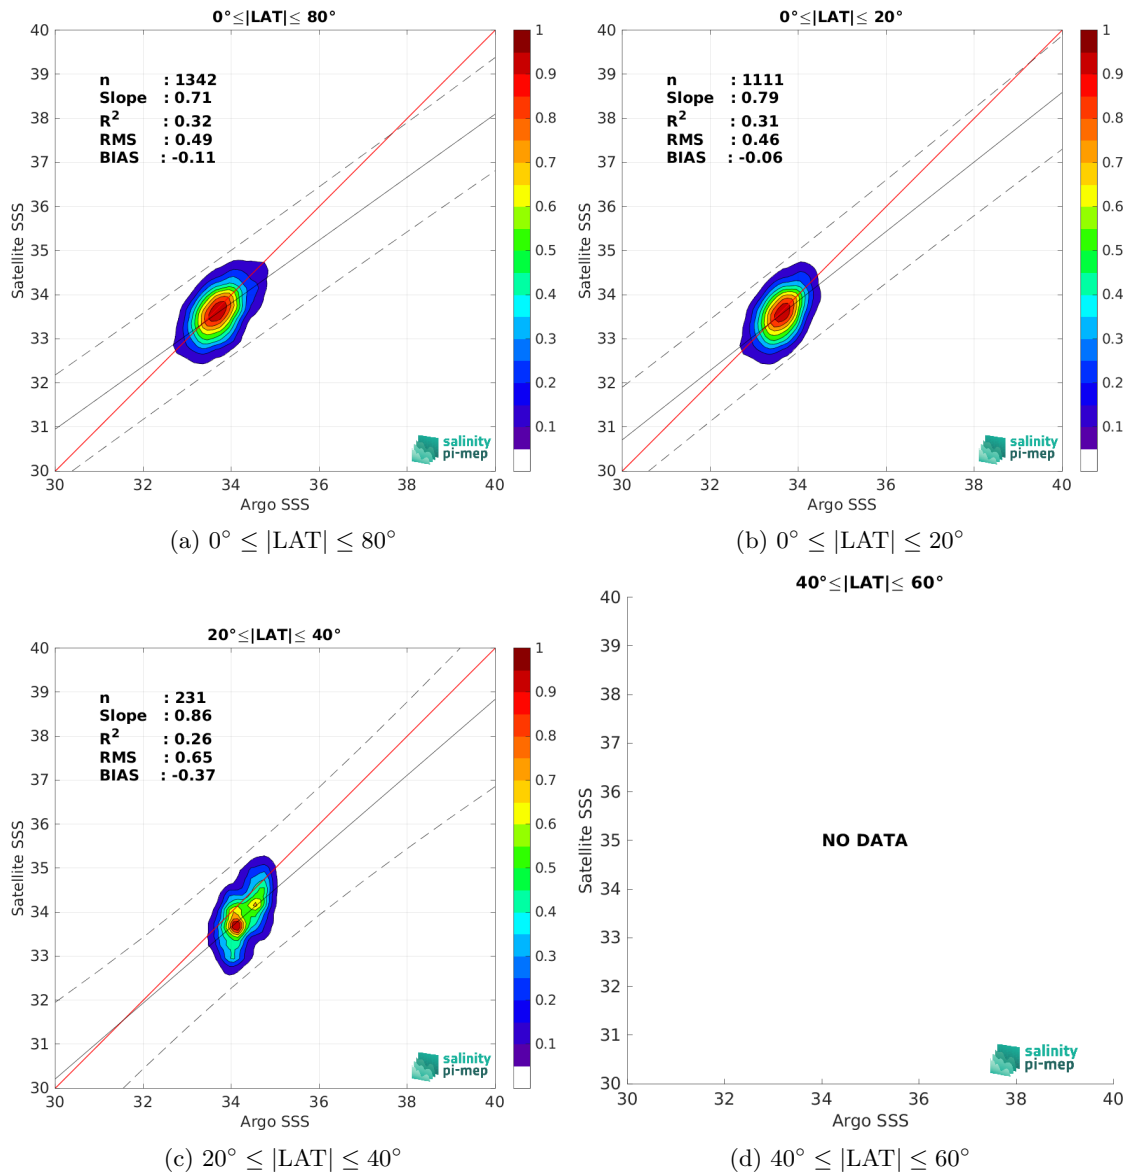 0°≤|LAT|≤ 80°
40
39
38
37
36
35
34
33
32
31
30
Satellite SSS
n : 1342
Slope : 0.71
R² : 0.32
RMS : 0.49
BIAS : -0.11
salinity
pi-mep
30 32 34 36 38 40
Argo SSS
1
0.9
0.8
0.7
0.6
0.5
0.4
0.3
0.2
0.1
(a) 0° ≤ |LAT| ≤ 80°
0°≤|LAT|≤ 20°
40
39
38
37
36
35
34
33
32
31
30
Satellite SSS
n : 1111
Slope : 0.79
R² : 0.31
RMS : 0.46
BIAS : -0.06
salinity
pi-mep
30 32 34 36 38 40
Argo SSS
1
0.9
0.8
0.7
0.6
0.5
0.4
0.3
0.2
0.1
(b) 0° ≤ |LAT| ≤ 20°
20°≤|LAT|≤ 40°
40
39
38
37
36
35
34
33
32
31
30
Satellite SSS
n : 231
Slope : 0.86
R² : 0.26
RMS : 0.65
BIAS : -0.37
salinity
pi-mep
30 32 34 36 38 40
Argo SSS
1
0.9
0.8
0.7
0.6
0.5
0.4
0.3
0.2
0.1
(c) 20° ≤ |LAT| ≤ 40°
40°≤|LAT|≤ 60°
40
39
38
37
36
35
34
33
32
31
30
Satellite SSS
NO DATA
salinity
pi-mep
30 32 34 36 38 40
Argo SSS
(d) 40° ≤ |LAT| ≤ 60°